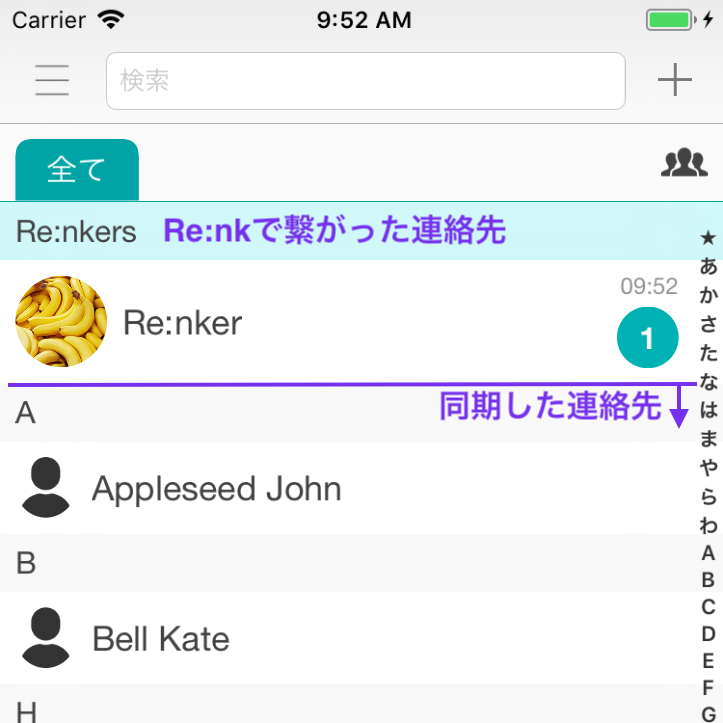 Carrier 9:52 AM
検索
全て
Re:nkers Re:nkで繋がった連絡先
09:52
Re:nker
1
同期した連絡先
A
Appleseed John
B
Bell Kate
H
★
あ
か
さ
た
な
は
ま
や
ら
わ
A
B
C
D
E
F
G